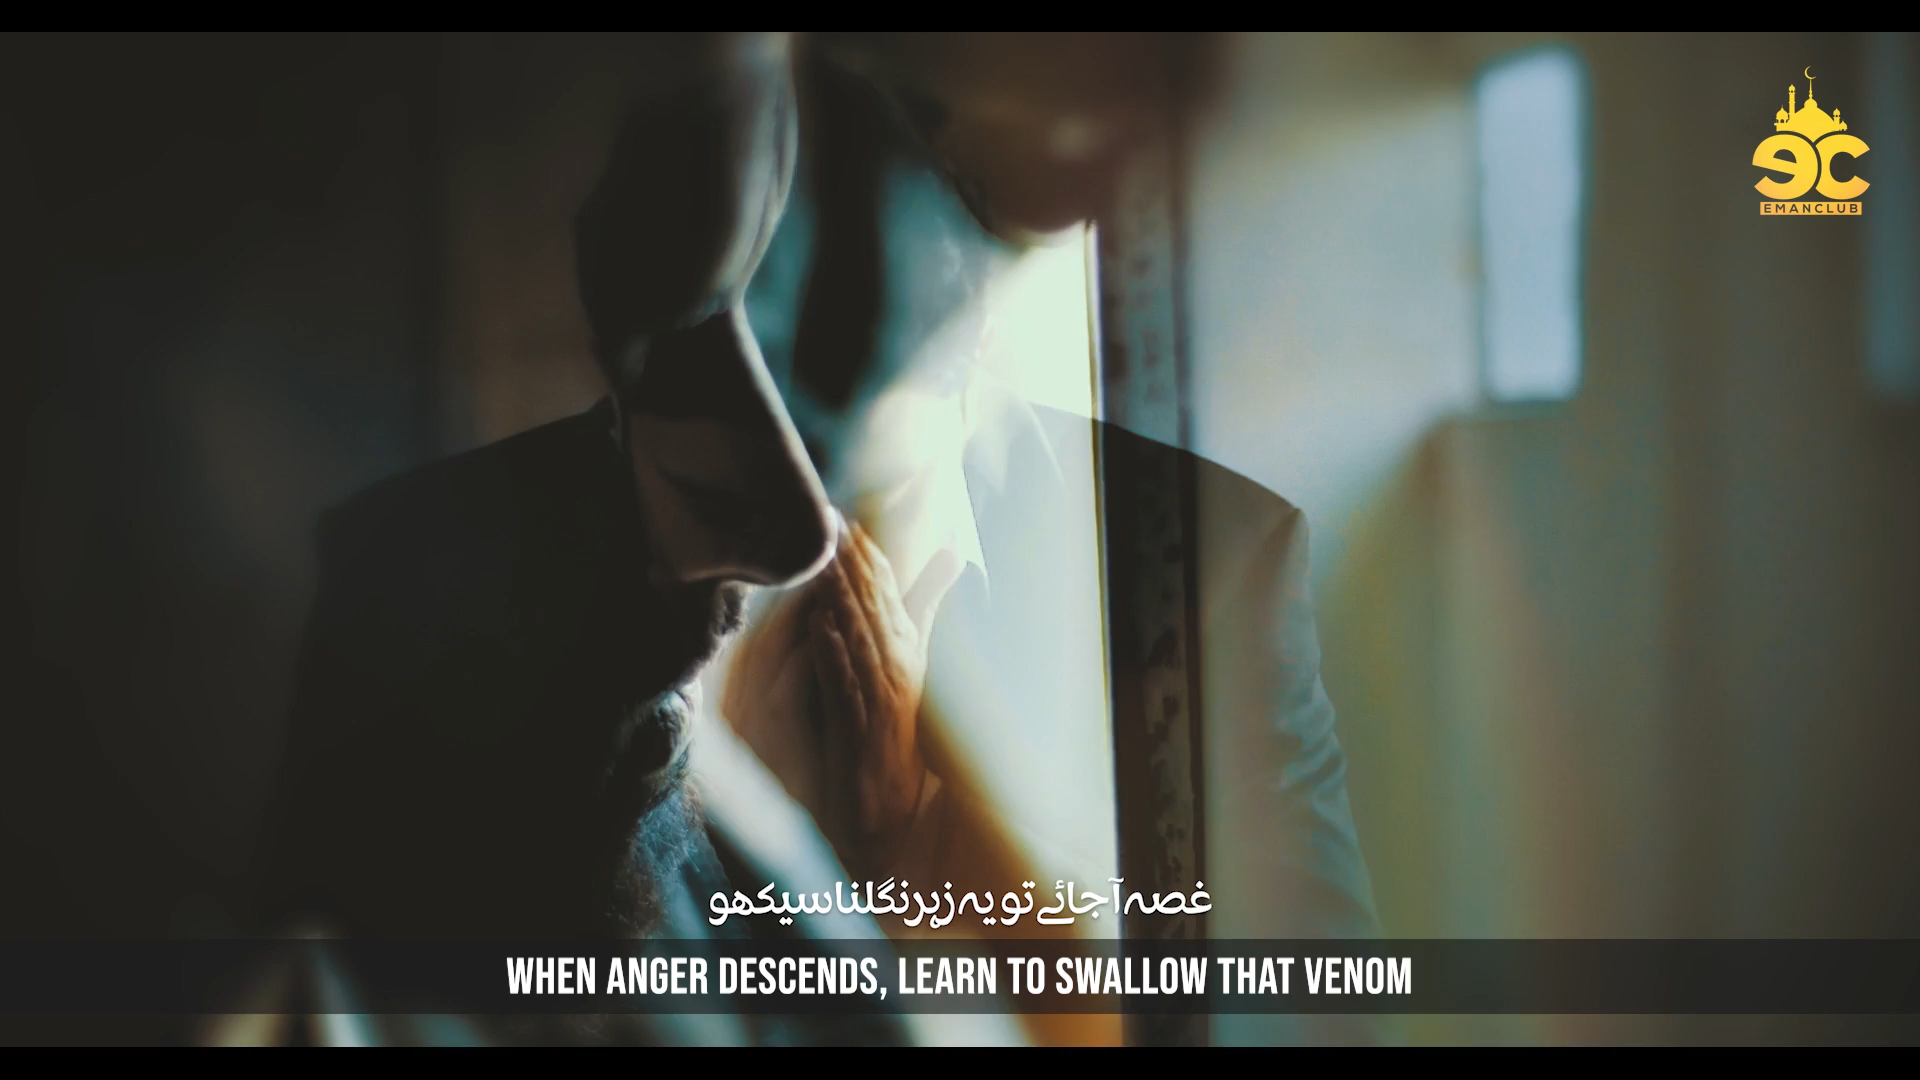 EMANCLUB
غصہ آجائے تو یہ زہر نگلنا سیکھو
WHEN ANGER DESCENDS, LEARN TO SWALLOW THAT VENOM